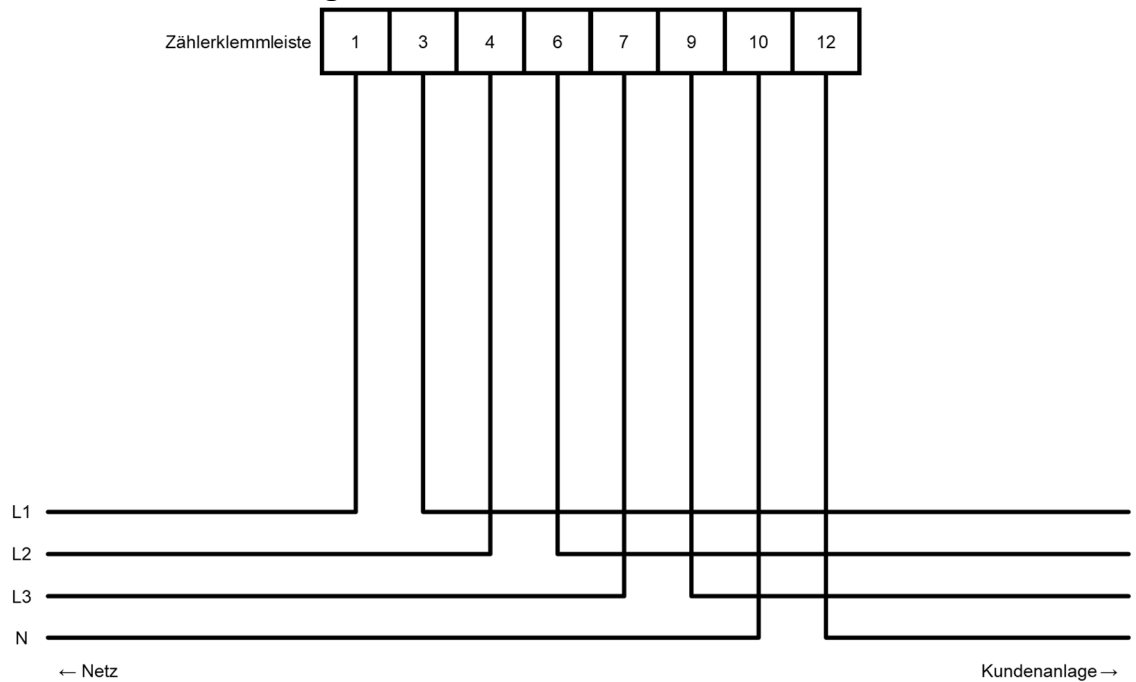 Zählerklemmleiste 1 3 4 6 7 9 10 12
L1
L2
L3
N
← Netz Kundenanlage →